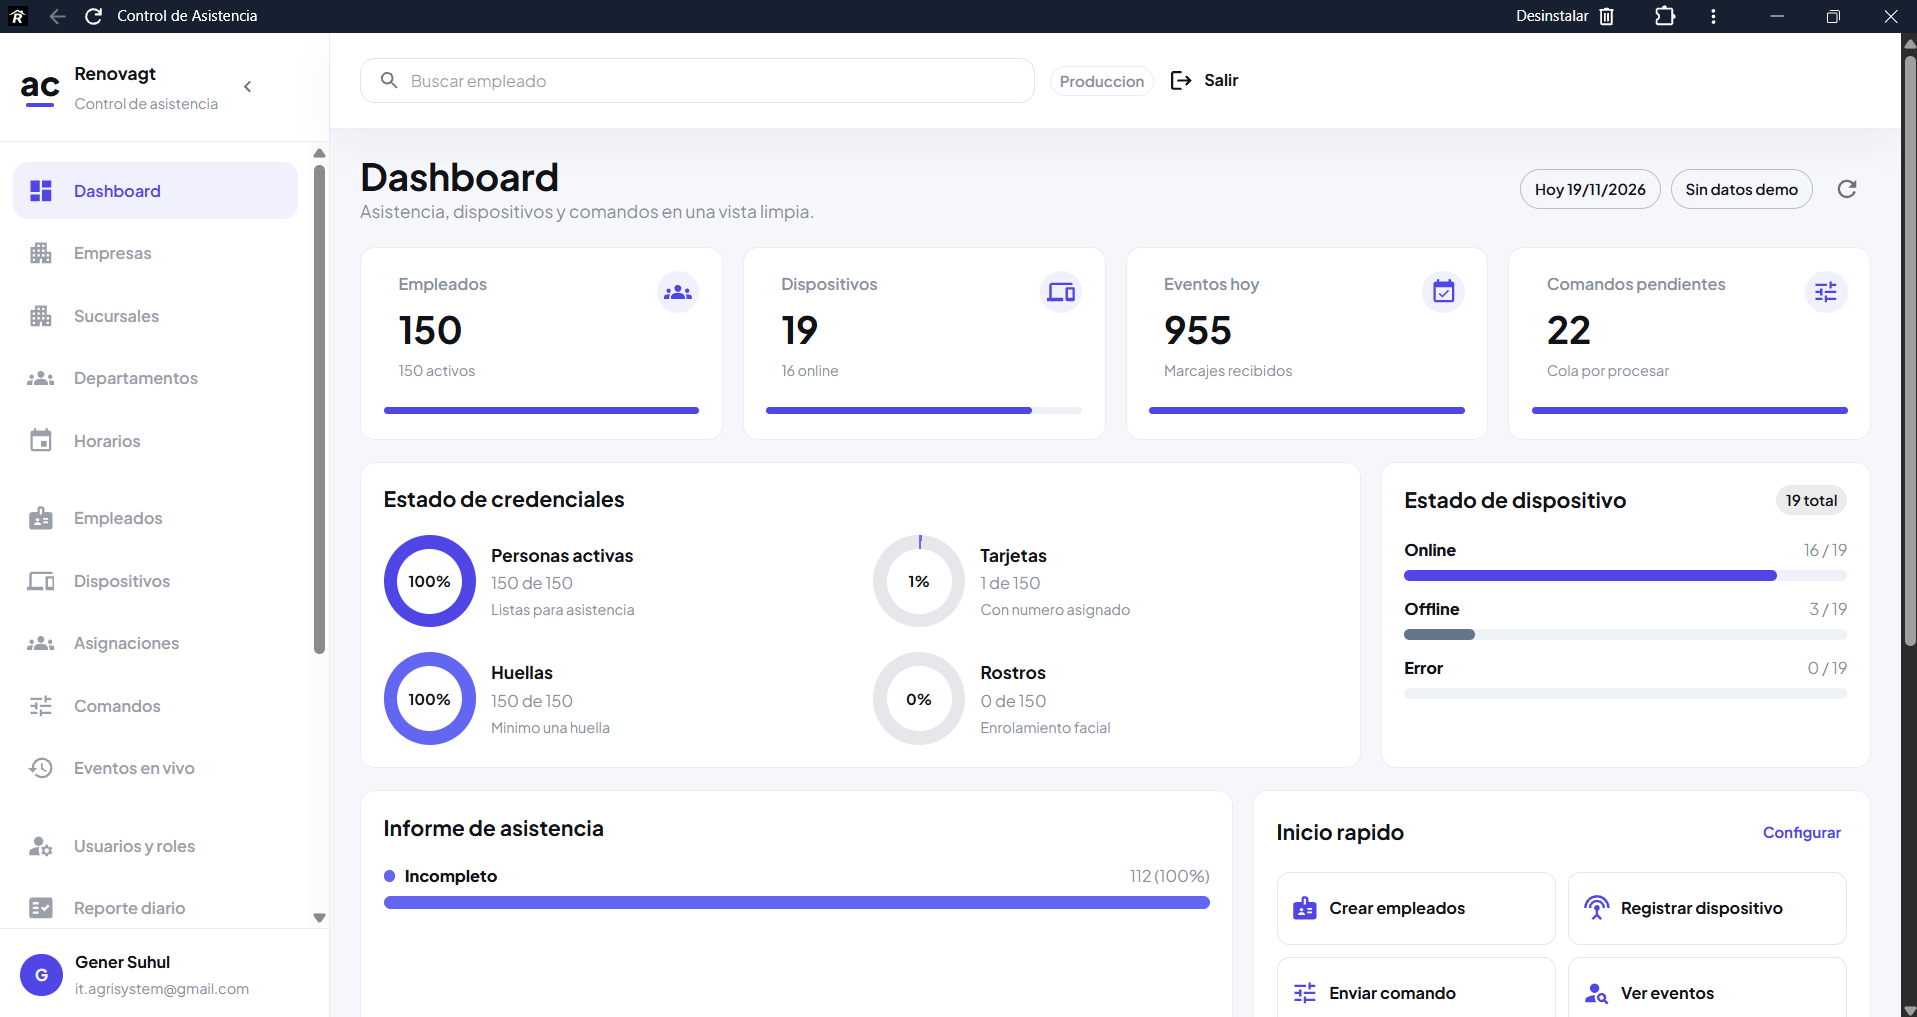 Control de Asistencia
Desinstalar
ac
Renovagt
Control de asistencia
Buscar empleado
Produccion
Salir
Dashboard
Empresas
Sucursales
Departamentos
Horarios
Empleados
Dispositivos
Asignaciones
Comandos
Eventos en vivo
Usuarios y roles
Reporte diario
G
Gener Suhul
it.agrisystem@gmail.com
Dashboard
Asistencia, dispositivos y comandos en una vista limpia.
Hoy 19/11/2026
Sin datos demo
Empleados
150
150 activos
Dispositivos
19
16 online
Eventos hoy
955
Marcajes recibidos
Comandos pendientes
22
Cola por procesar
Estado de credenciales
100%
Personas activas
150 de 150
Listas para asistencia
1%
Tarjetas
1 de 150
Con numero asignado
100%
Huellas
150 de 150
Minimo una huella
0%
Rostros
0 de 150
Enrolamiento facial
Estado de dispositivo
19 total
Online
16 / 19
Offline
3 / 19
Error
0 / 19
Informe de asistencia
Incompleto
112 (100%)
Inicio rapido
Configurar
Crear empleados
Registrar dispositivo
Enviar comando
Ver eventos